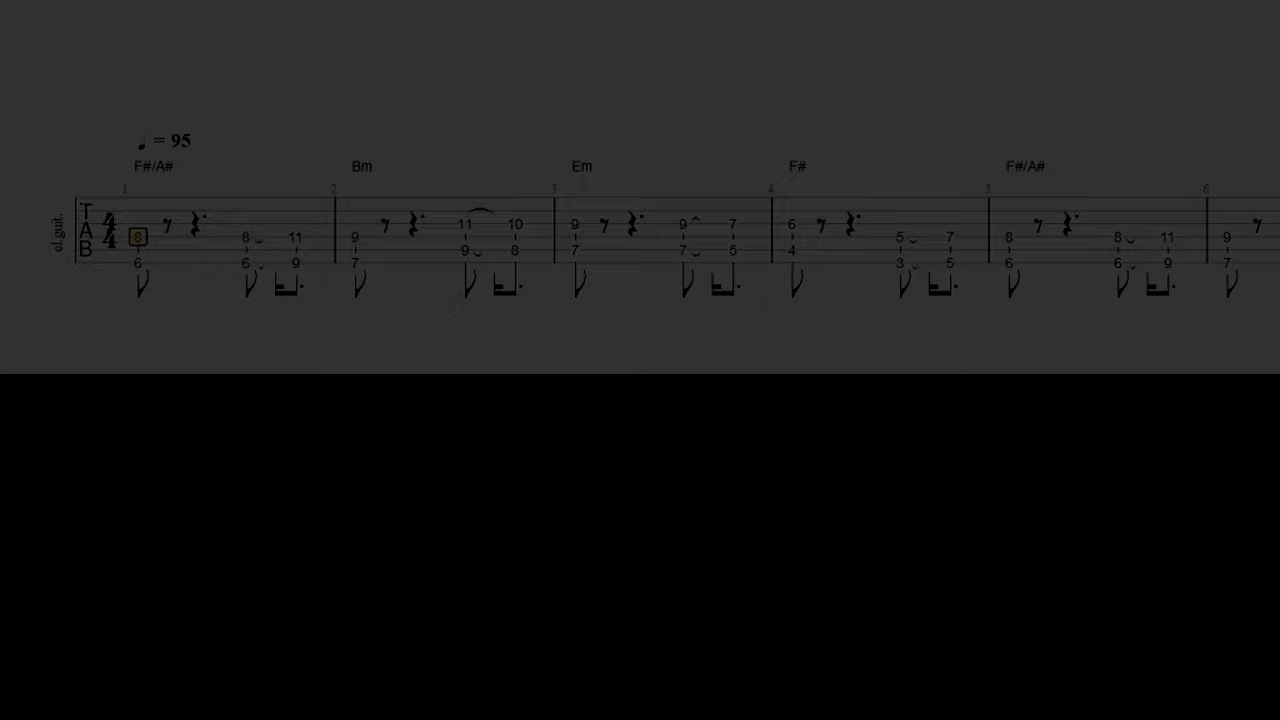 ♩ = 95
F#/A# Bm Em F# F#/A#
1 2 3 4 5 6
el.guit.
T
A
B
4
4
11 10 9 9 7 6
8 8 11 9 5 7 8 8 11 9
9 8 7 7 5 4
6 6 9 7 3 5 6 6 9 7